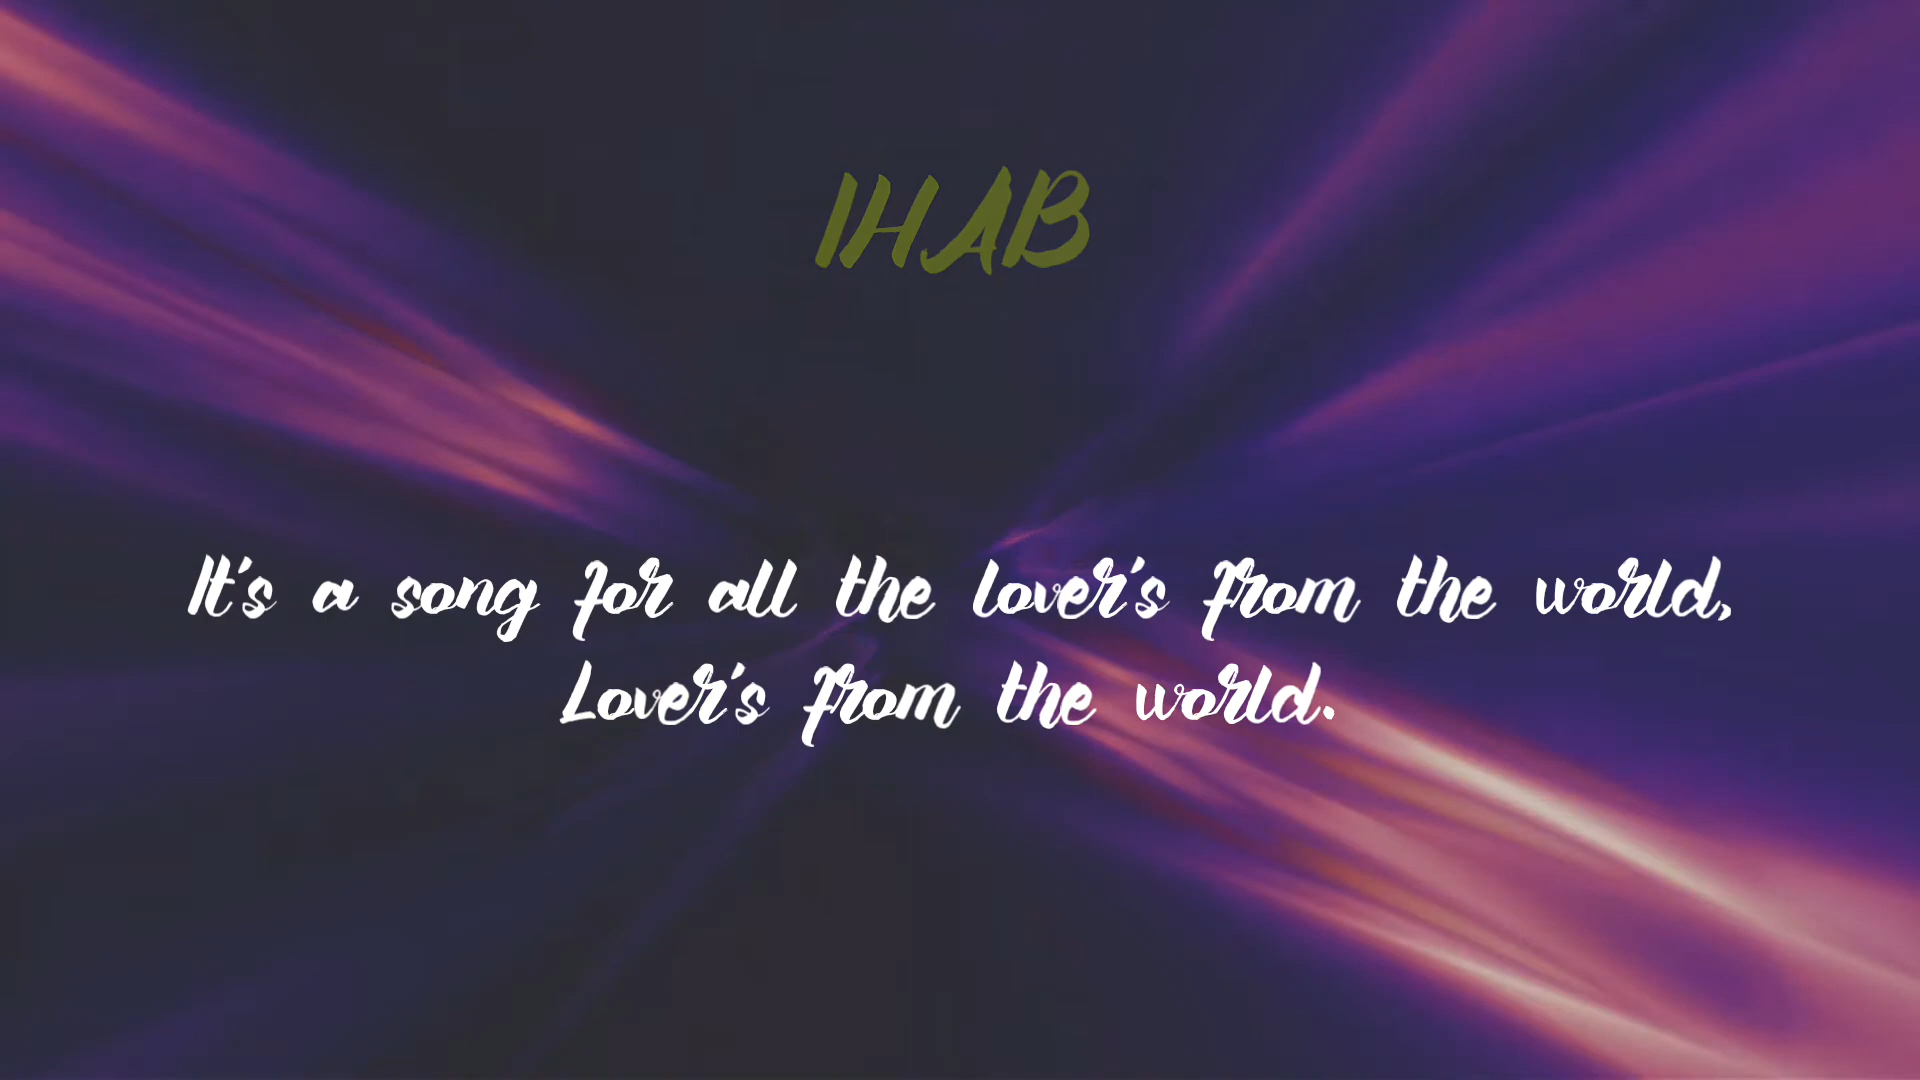 IHAB
It's a song for all the lover's from the world,
Lover's from the world.